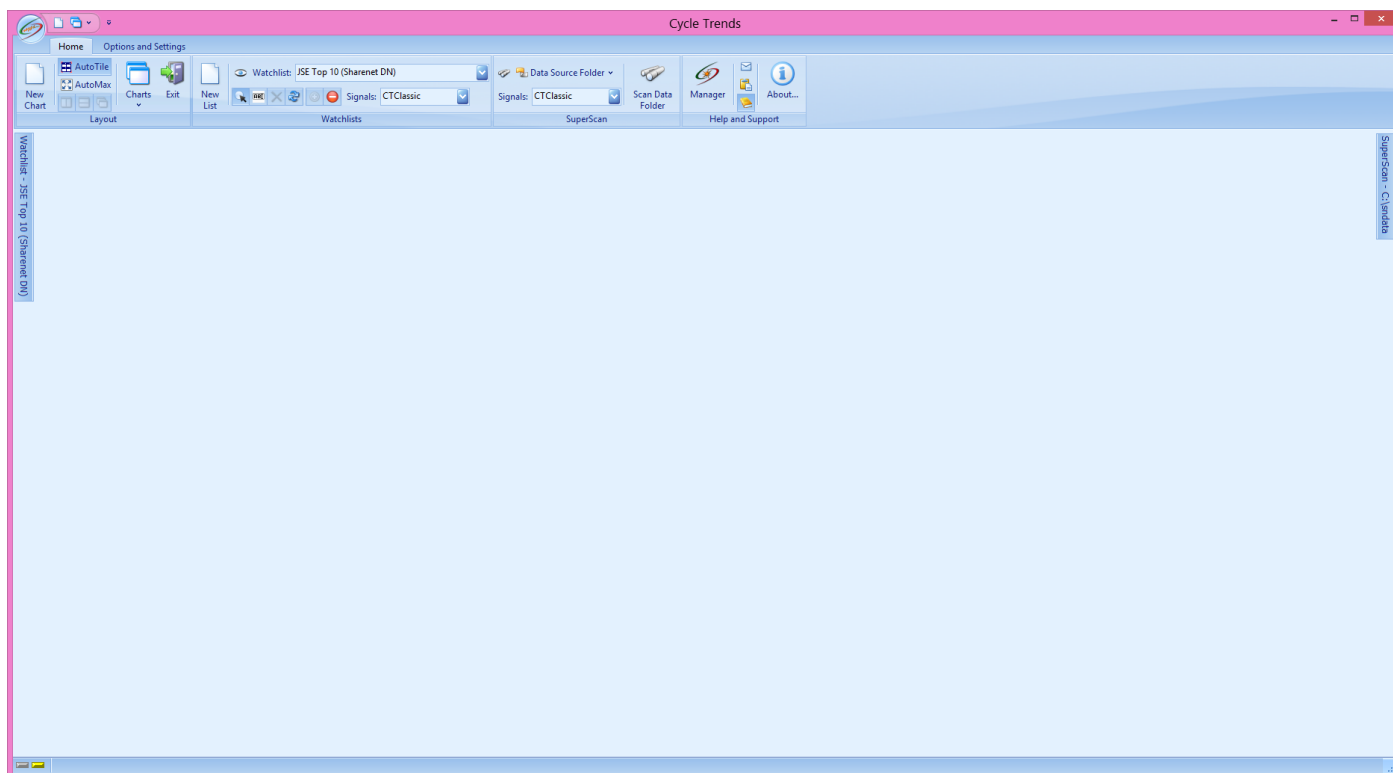 Cycle Trends
Home Options and Settings
AutoTile
AutoMax
New Chart
Charts
Exit
Layout
New List
Watchlist: JSE Top 10 (Sharenet DN)
ABC
Signals: CTClassic
Watchlists
Data Source Folder
Signals: CTClassic
Scan Data Folder
SuperScan
Manager
About...
Help and Support
Watchlist - JSE Top 10 (Sharenet DN)
SuperScan - C:\sndata